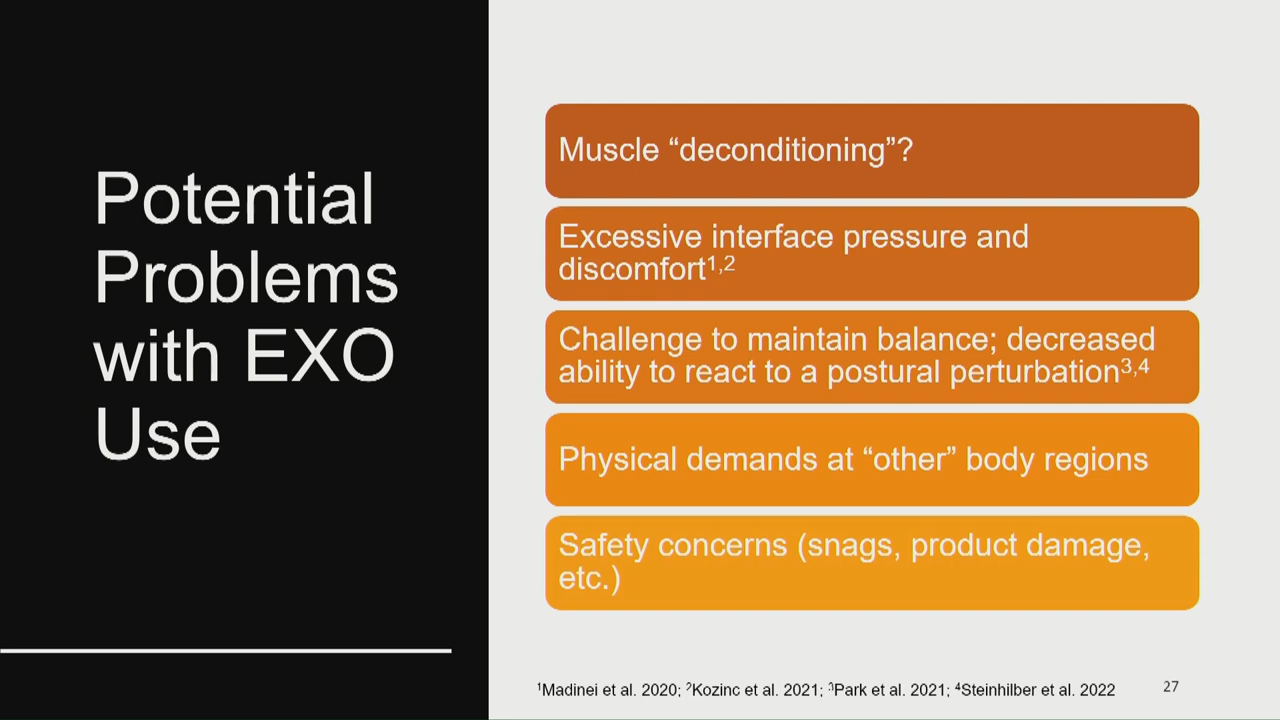 Potential
Problems
with EXO
Use
Muscle “deconditioning”?
Excessive interface pressure and
discomfort1,2
Challenge to maintain balance; decreased
ability to react to a postural perturbation3,4
Physical demands at “other” body regions
Safety concerns (snags, product damage,
etc.)
1Madinei et al. 2020; 2Kozinc et al. 2021; 3Park et al. 2021; 4Steinhilber et al. 2022
27